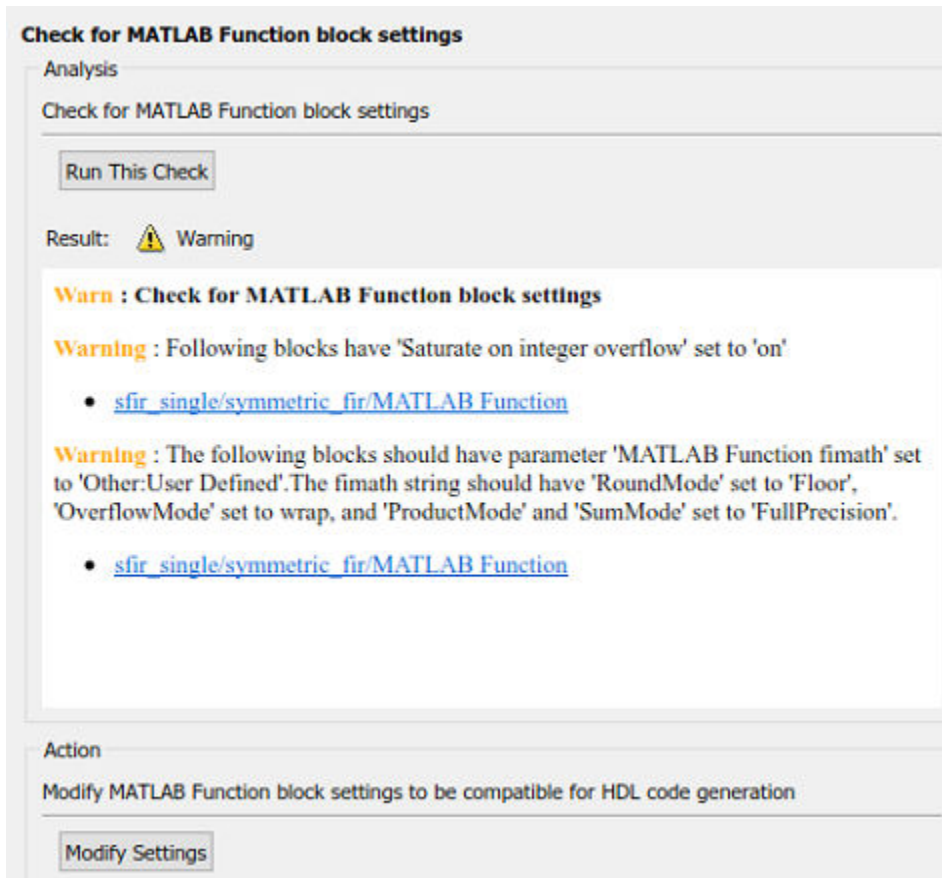 Check for MATLAB Function block settings
Analysis
Check for MATLAB Function block settings
Run This Check
Result: Warning
Warn : Check for MATLAB Function block settings
Warning : Following blocks have 'Saturate on integer overflow' set to 'on'
• sfir_single/symmetric_fir/MATLAB Function
Warning : The following blocks should have parameter 'MATLAB Function fimath' set
to 'Other:User Defined'.The fimath string should have 'RoundMode' set to 'Floor',
'OverflowMode' set to wrap, and 'ProductMode' and 'SumMode' set to 'FullPrecision'.
• sfir_single/symmetric_fir/MATLAB Function
Action
Modify MATLAB Function block settings to be compatible for HDL code generation
Modify Settings